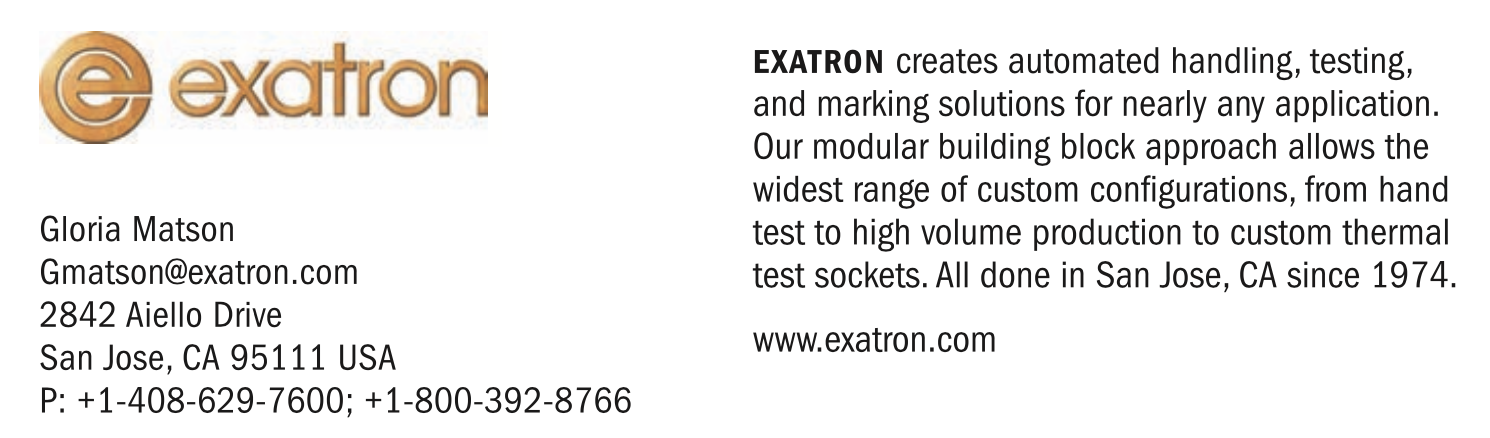 e exatron
Gloria Matson
Gmatson@exatron.com
2842 Aiello Drive
San Jose, CA 95111 USA
P: +1-408-629-7600; +1-800-392-8766
EXATRON creates automated handling, testing,
and marking solutions for nearly any application.
Our modular building block approach allows the
widest range of custom configurations, from hand
test to high volume production to custom thermal
test sockets. All done in San Jose, CA since 1974.
www.exatron.com